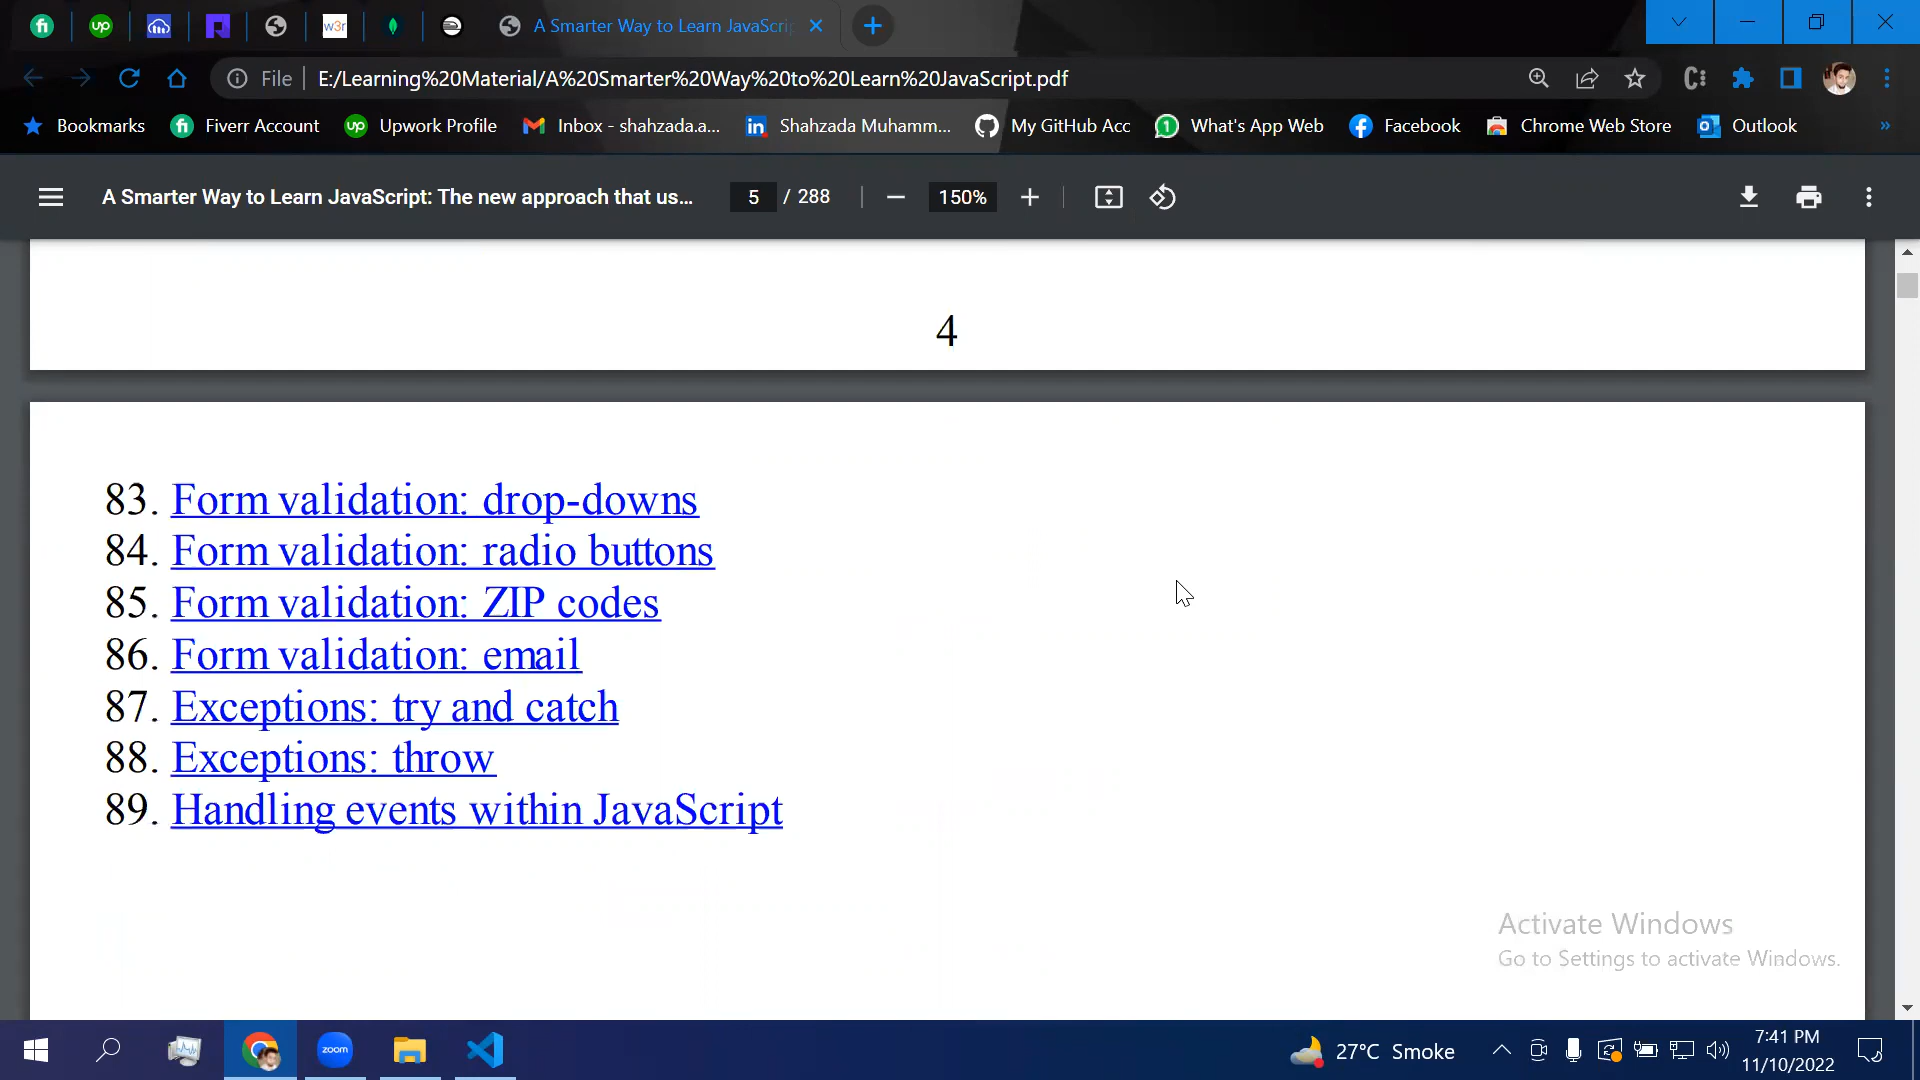 A Smarter Way to Learn JavaScrip
File E:/Learning%20Material/A%20Smarter%20Way%20to%20Learn%20JavaScript.pdf
Bookmarks Fiverr Account Upwork Profile Inbox - shahzada.a... Shahzada Muhamm... My GitHub Acc What's App Web Facebook Chrome Web Store Outlook »
A Smarter Way to Learn JavaScript: The new approach that us... 5 / 288 150%
4
83. Form validation: drop-downs
84. Form validation: radio buttons
85. Form validation: ZIP codes
86. Form validation: email
87. Exceptions: try and catch
88. Exceptions: throw
89. Handling events within JavaScript
Activate Windows
Go to Settings to activate Windows.
zoom
27°C Smoke
7:41 PM
11/10/2022